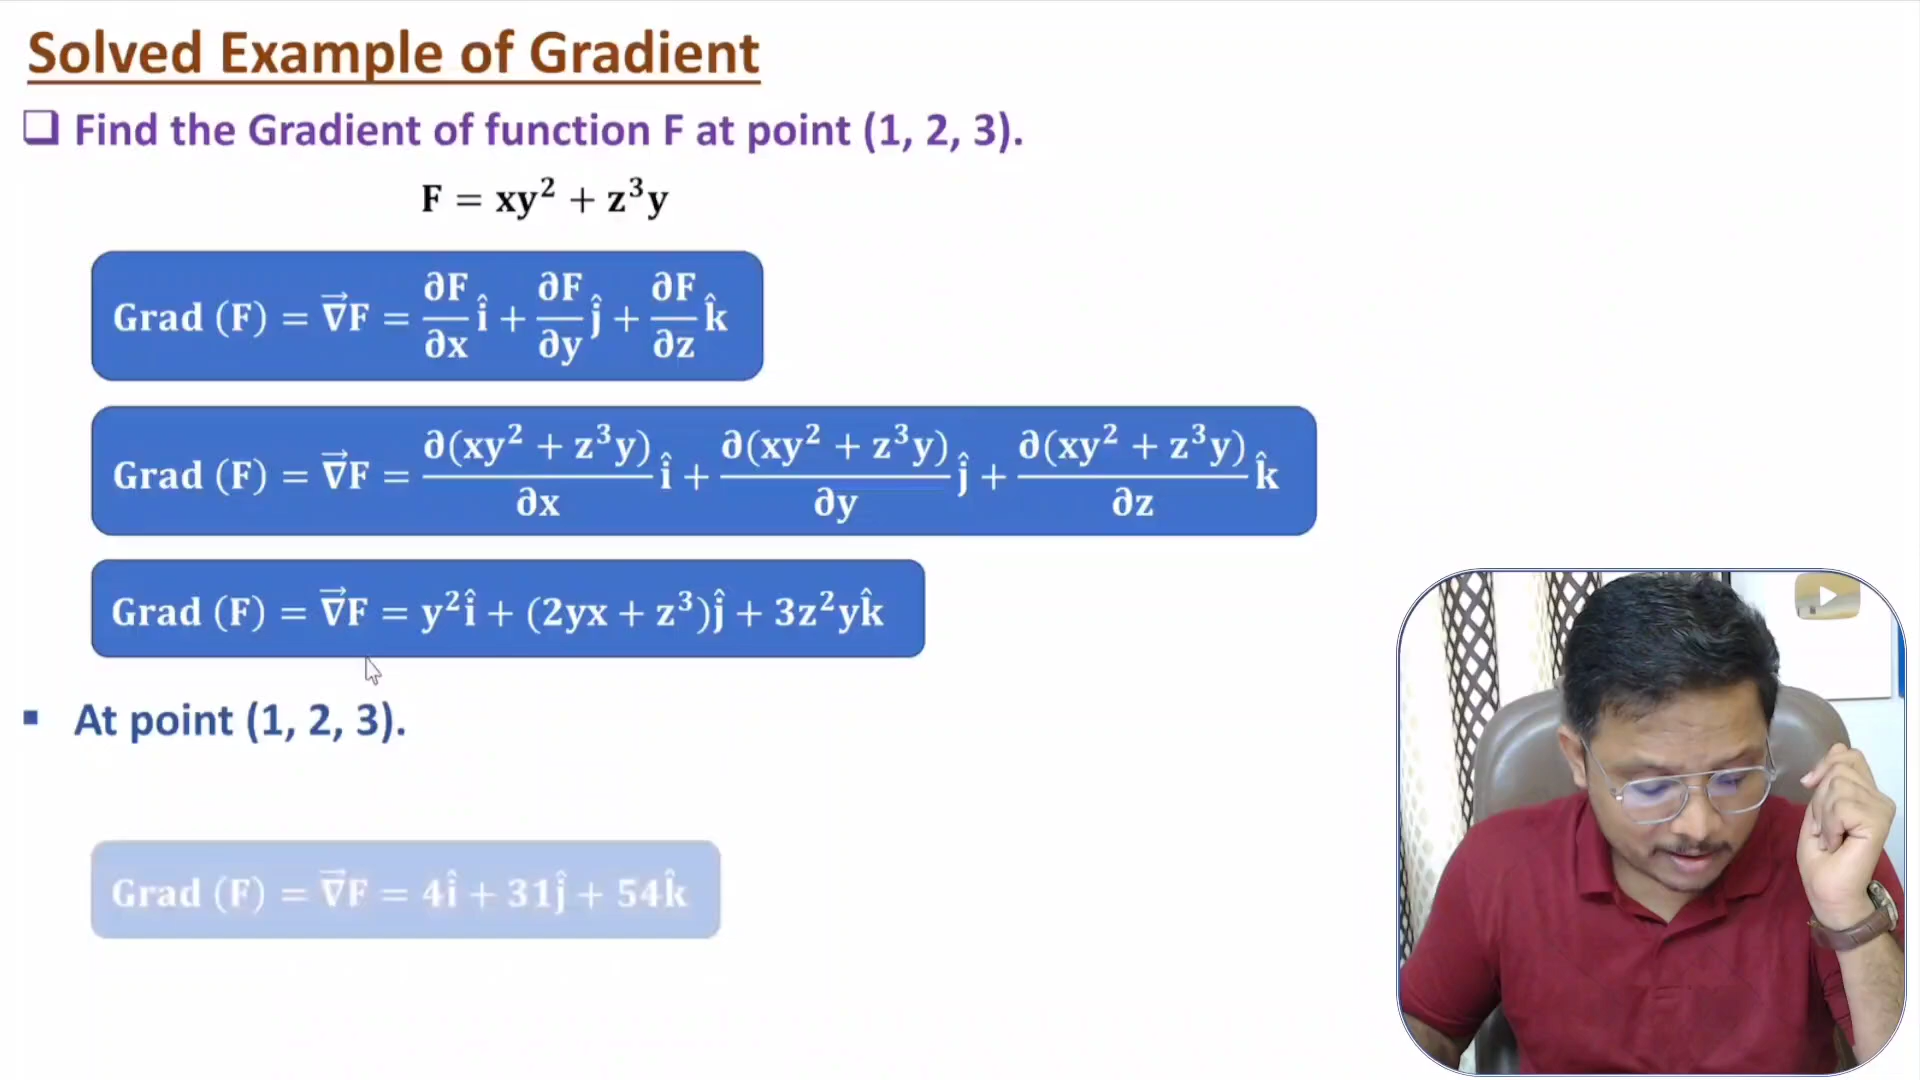 Solved Example of Gradient
❑ Find the Gradient of function F at point (1, 2, 3).
F = xy² + z³y
Grad (F) = ∇⃗F = ∂F/∂x î + ∂F/∂y ĵ + ∂F/∂z k̂
Grad (F) = ∇⃗F = ∂(xy² + z³y)/∂x î + ∂(xy² + z³y)/∂y ĵ + ∂(xy² + z³y)/∂z k̂
Grad (F) = ∇⃗F = y²î + (2yx + z³)ĵ + 3z²yk̂
▪ At point (1, 2, 3).
Grad (F) = ∇⃗F = 4î + 31ĵ + 54k̂